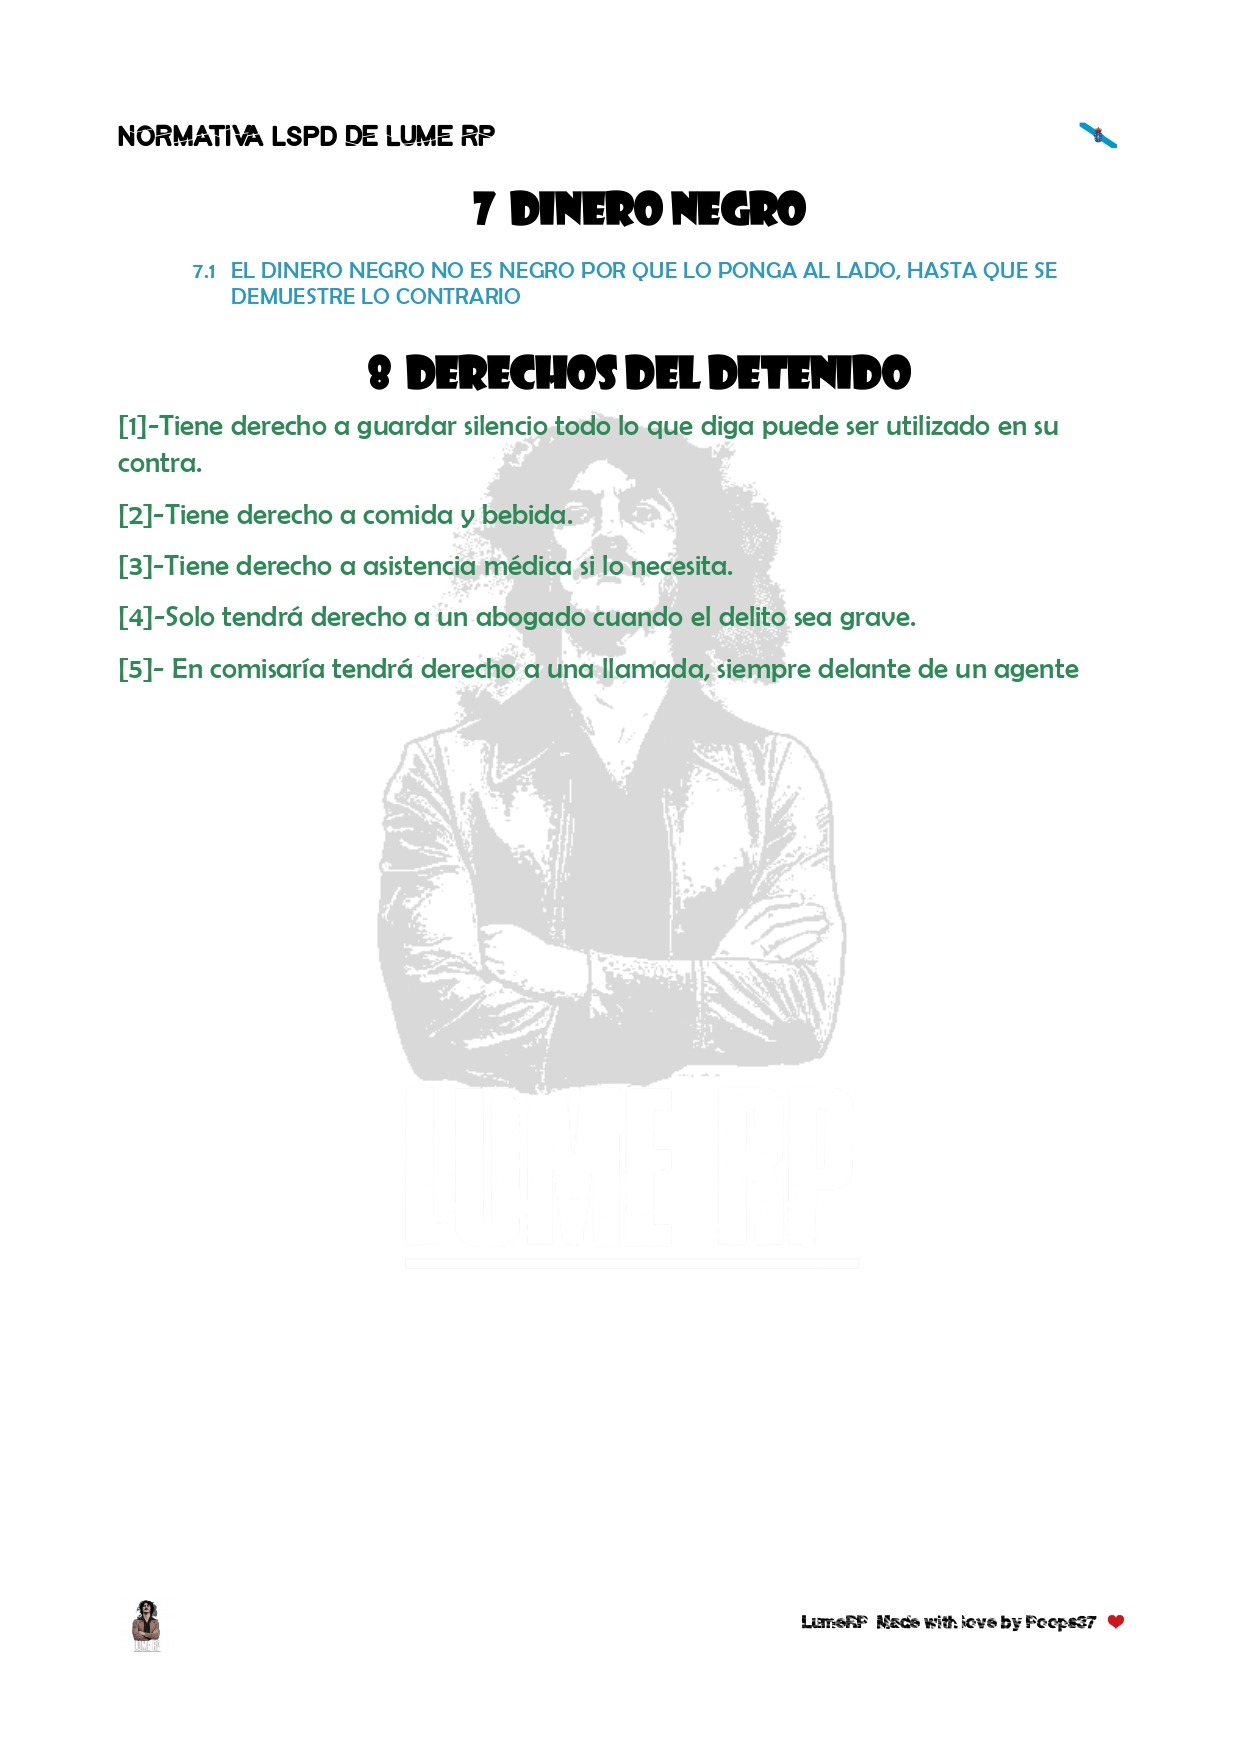 NORMATIVA LSPD DE LUME RP
7 DINERO NEGRO
7.1 EL DINERO NEGRO NO ES NEGRO POR QUE LO PONGA AL LADO, HASTA QUE SE
DEMUESTRE LO CONTRARIO
8 DERECHOS DEL DETENIDO
[1]-Tiene derecho a guardar silencio todo lo que diga puede ser utilizado en su
contra.
[2]-Tiene derecho a comida y bebida.
[3]-Tiene derecho a asistencia médica si lo necesita.
[4]-Solo tendrá derecho a un abogado cuando el delito sea grave.
[5]- En comisaría tendrá derecho a una llamada, siempre delante de un agente
LUME RP
LUME RP
LumeRP Made with love by Peeps37